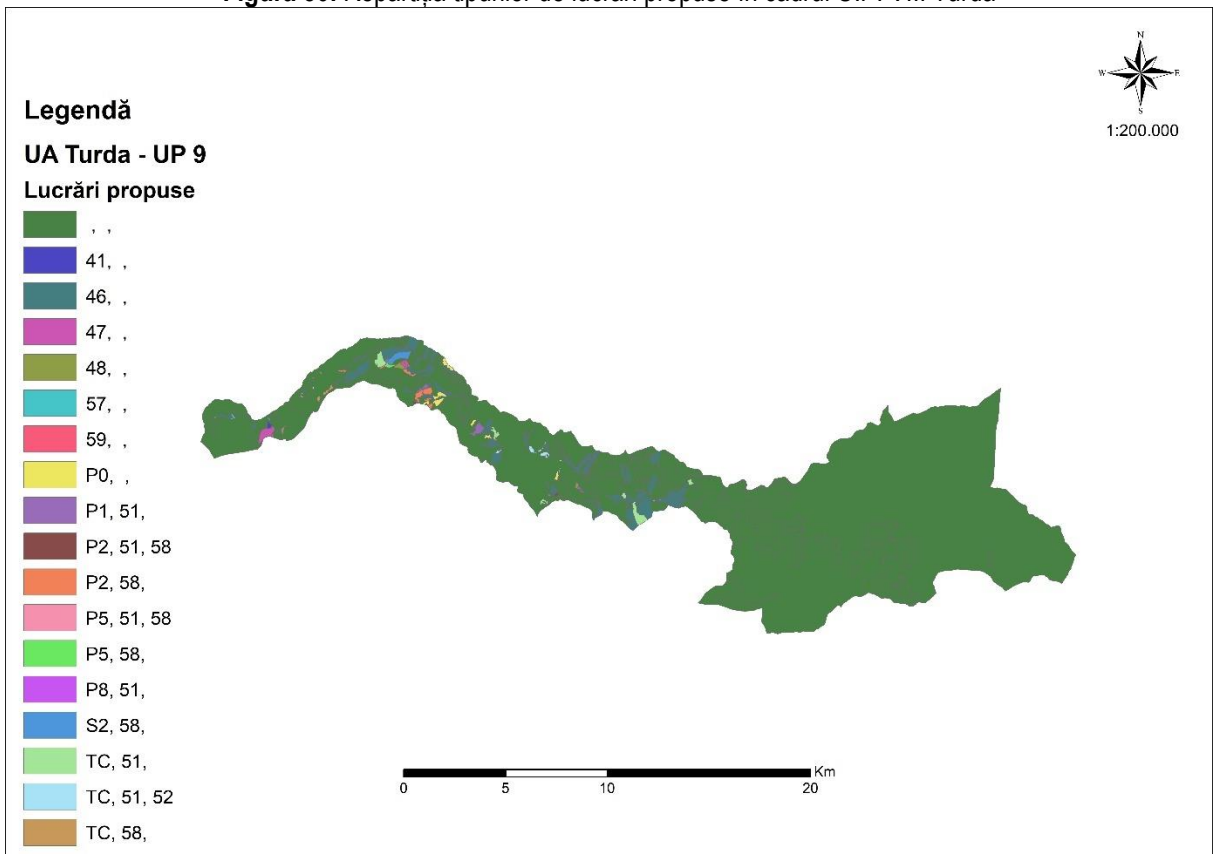 N
W E
S
1:200.000
Legendă
UA Turda - UP 9
Lucrări propuse
, ,
41, ,
46, ,
47, ,
48, ,
57, ,
59, ,
P0, ,
P1, 51,
P2, 51, 58
P2, 58,
P5, 51, 58
P5, 58,
P8, 51,
S2, 58,
TC, 51,
TC, 51, 52
TC, 58,
Km
0 5 10 20